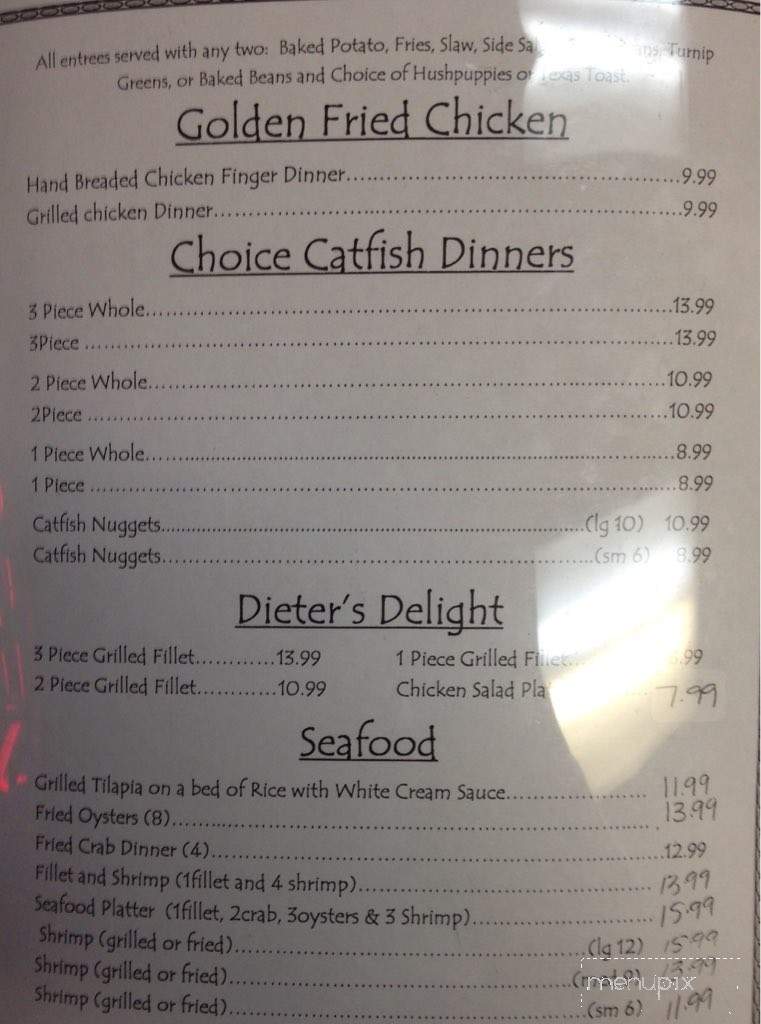 All entrees served with any two: Baked Potato, Fries, Slaw, Side Turnip
Greens, or Baked Beans and Choice of Hushpuppies or Texas Toast.
Golden Fried Chicken
Hand Breaded Chicken Finger Dinner.....9.99
Grilled chicken Dinner.....9.99
Choice Catfish Dinners
3 Piece Whole.....13.99
3Piece .....13.99
2 Piece Whole.....10.99
2Piece .....10.99
1 Piece Whole.....8.99
1 Piece .....8.99
Catfish Nuggets.....(lg 10) 10.99
Catfish Nuggets.....(sm 6) 8.99
Dieter's Delight
3 Piece Grilled Fillet.....13.99 1 Piece Grilled Fillet.....
2 Piece Grilled Fillet.....10.99 Chicken Salad 7.99
Seafood
Grilled Tilapia on a bed of Rice with White Cream Sauce..... 11.99
Fried Oysters (8)..... 13.99
Fried Crab Dinner (4).....12.99
Fillet and Shrimp (1fillet and 4 shrimp)..... 13.99
Seafood Platter (1fillet, 2crab, 3oysters & 3 Shrimp).....15.99
Shrimp (grilled or fried).....(lg 12) 15.99
Shrimp (grilled or fried)..... 13.99
Shrimp (grilled or fried).....(sm 6) 11.99
menupix